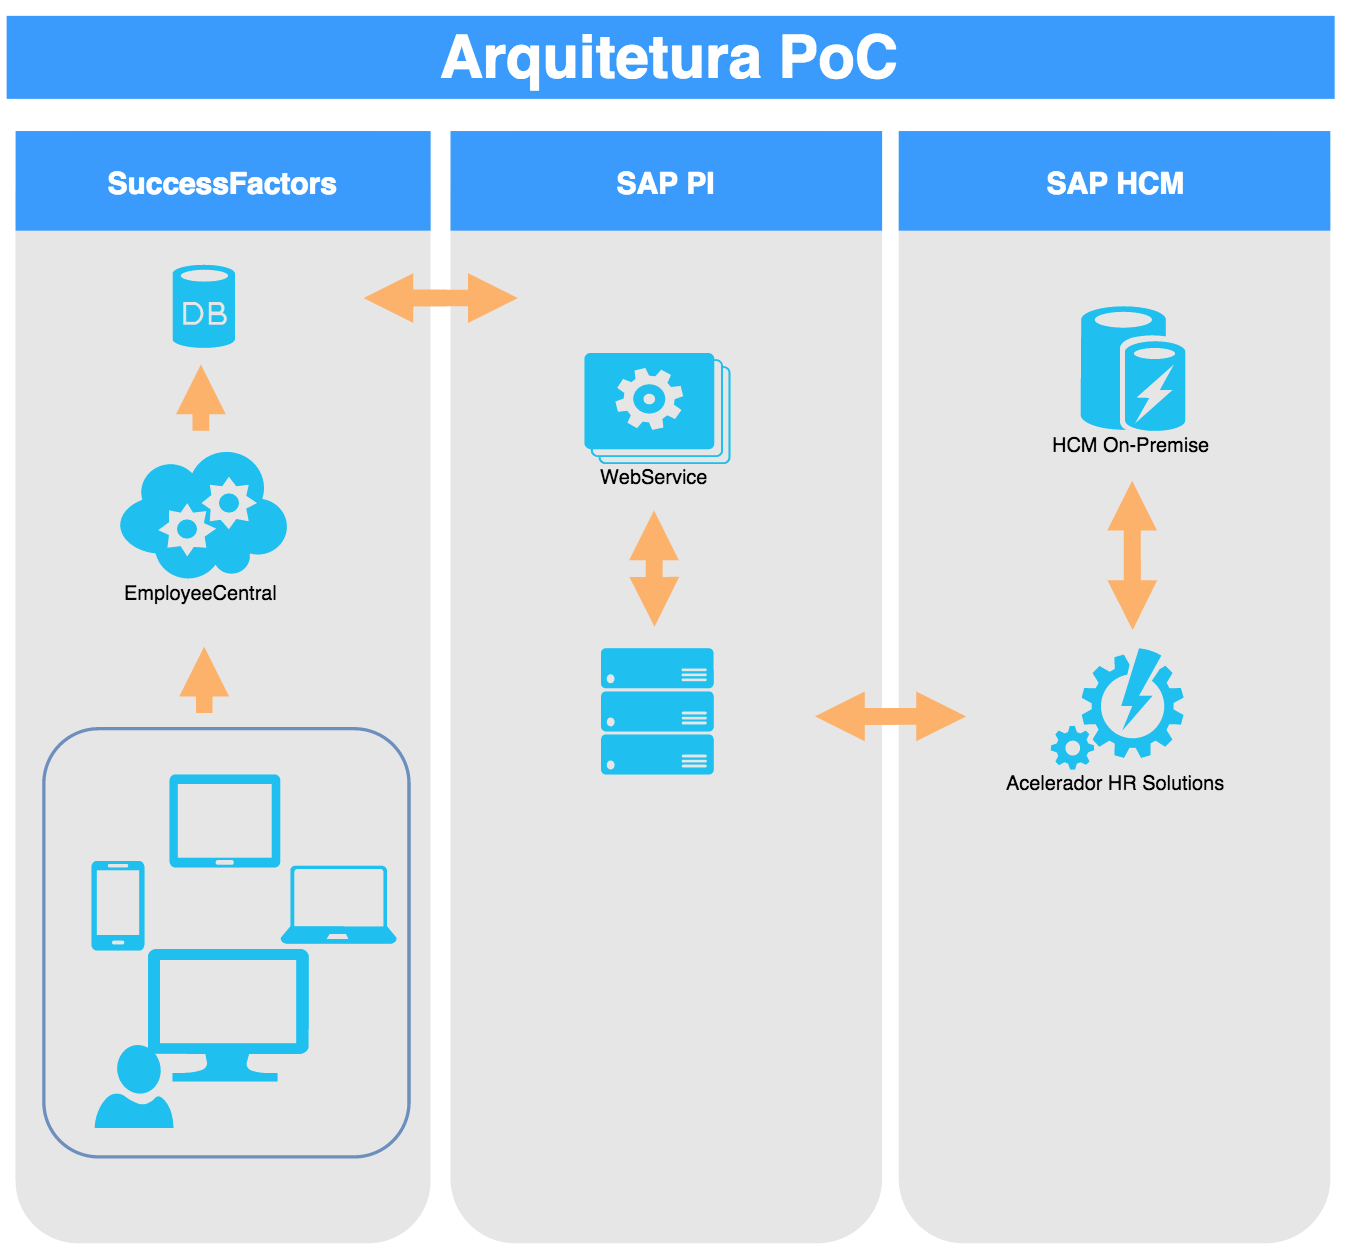 Arquitetura PoC
SuccessFactors
SAP PI
SAP HCM
DB
WebService
HCM On-Premise
EmployeeCentral
Acelerador HR Solutions